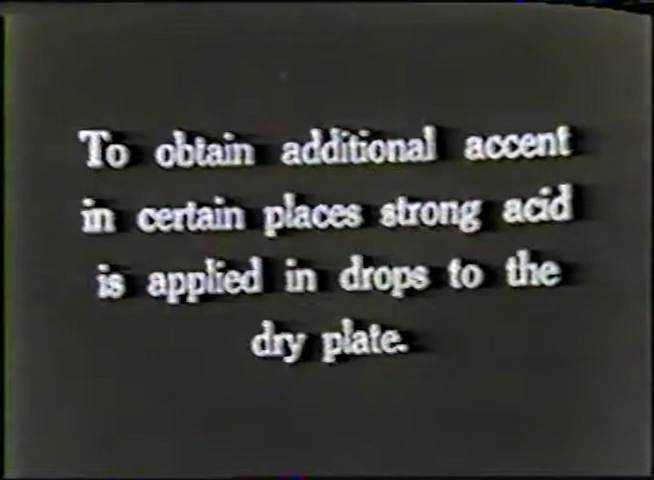 To obtain additional accent
in certain places strong acid
is applied in drops to the
dry plate.